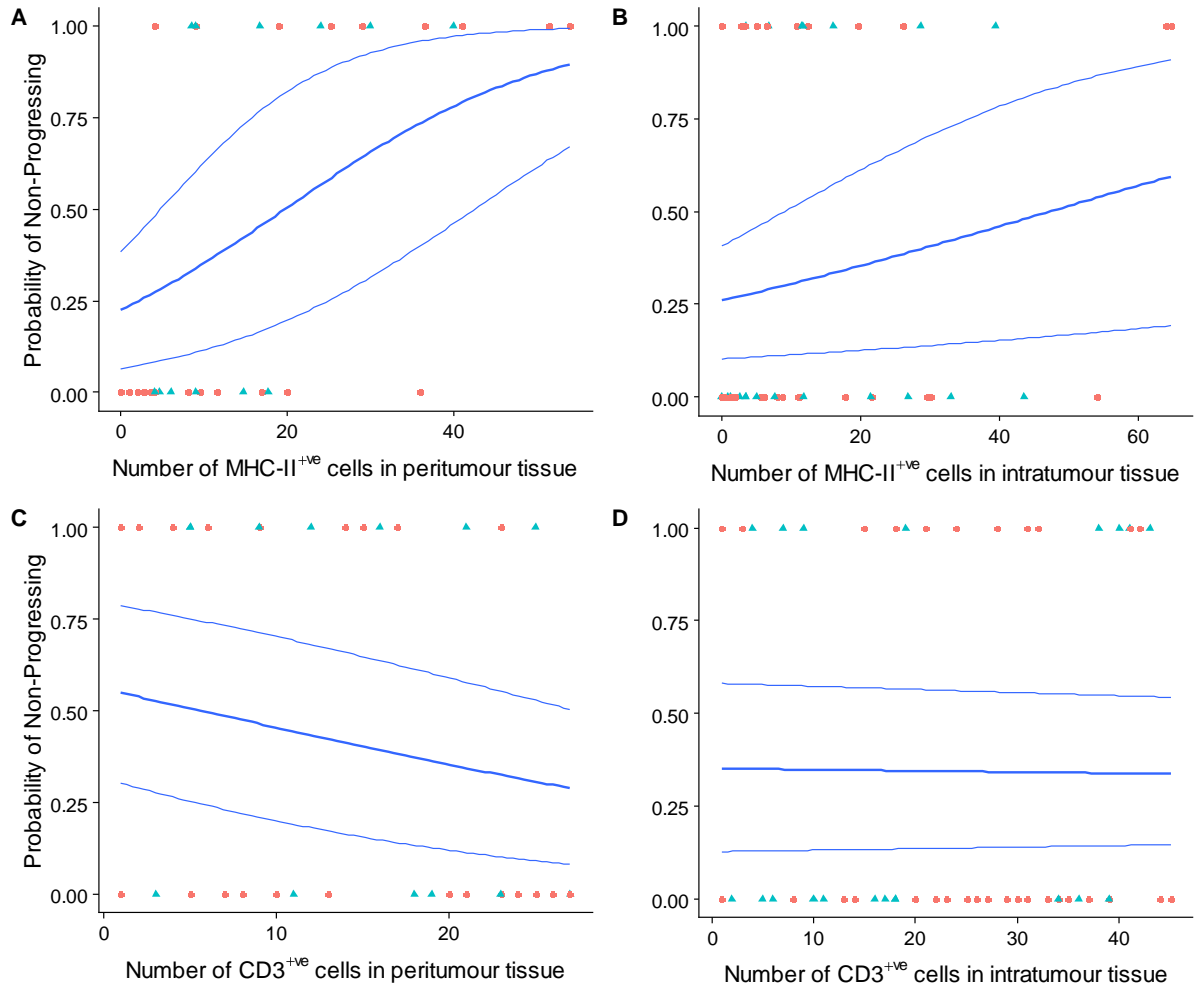 A
1.00
0.75
0.50
0.25
0.00
Probability of Non-Progressing
0 20 40
Number of MHC-II+ve cells in peritumour tissue
B
1.00
0.75
0.50
0.25
0.00
0 20 40 60
Number of MHC-II+ve cells in intratumour tissue
C
1.00
0.75
0.50
0.25
0.00
Probability of Non-Progressing
0 10 20
Number of CD3+ve cells in peritumour tissue
D
1.00
0.75
0.50
0.25
0.00
0 10 20 30 40
Number of CD3+ve cells in intratumour tissue